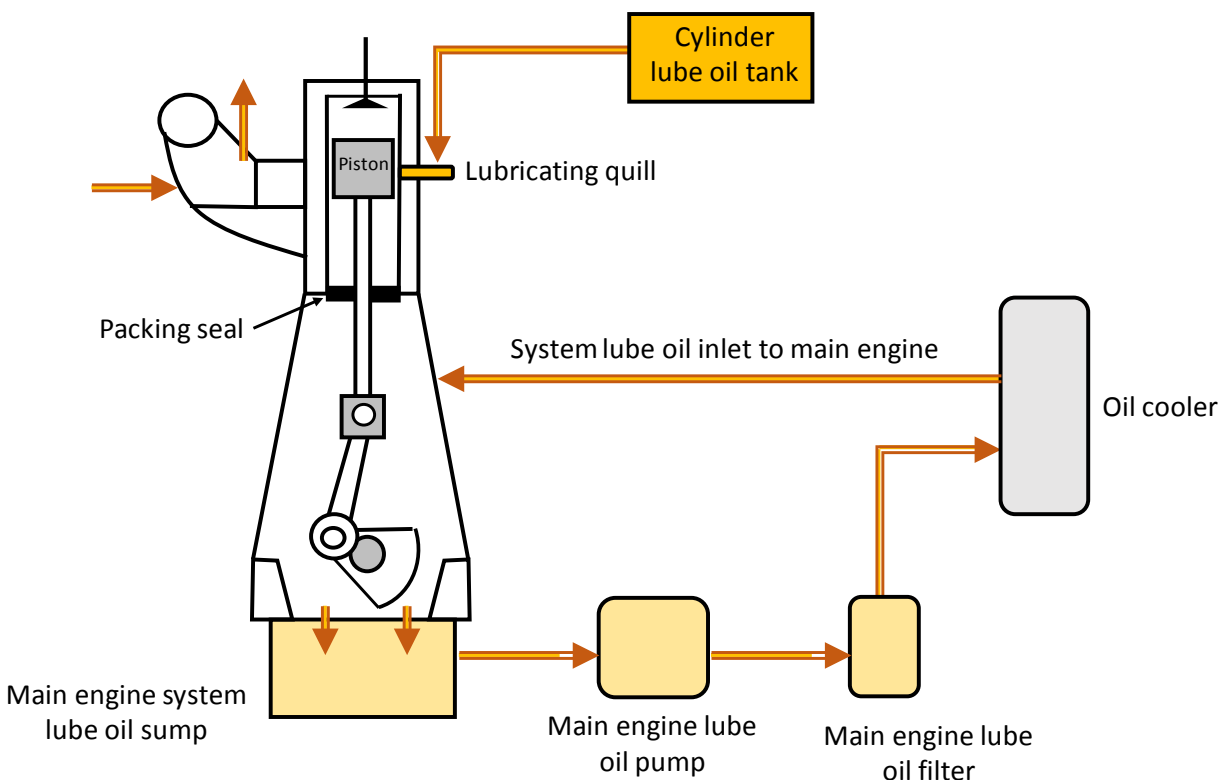 Cylinder
lube oil tank
Piston
Lubricating quill
Packing seal
System lube oil inlet to main engine
Oil cooler
Main engine system
lube oil sump
Main engine lube
oil pump
Main engine lube
oil filter